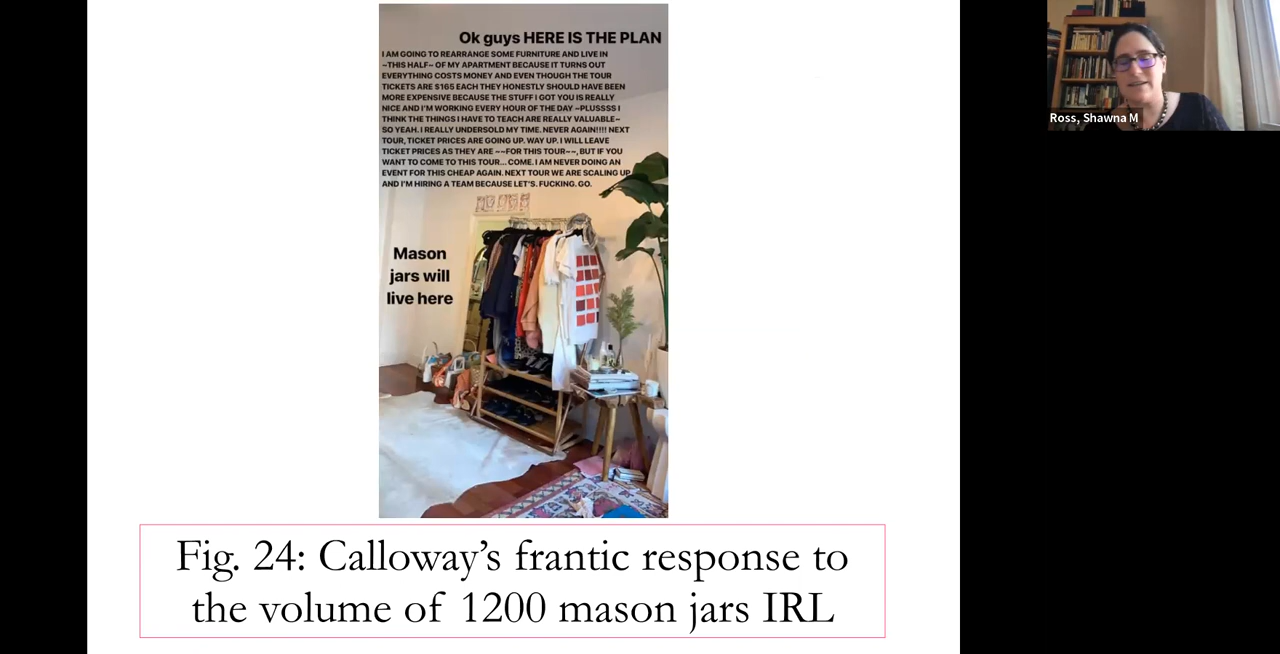 Ok guys HERE IS THE PLAN
I AM GOING TO REARRANGE SOME FURNITURE AND LIVE IN
~THIS HALF~ OF MY APARTMENT BECAUSE IT TURNS OUT
EVERYTHING COSTS MONEY AND EVEN THOUGH THE TOUR
TICKETS ARE $165 EACH THEY HONESTLY SHOULD HAVE BEEN
MORE EXPENSIVE BECAUSE THE STUFF I GOT YOU IS REALLY
NICE AND I'M WORKING EVERY HOUR OF THE DAY ~PLUSSSS I
THINK THE THINGS I HAVE TO TEACH ARE REALLY VALUABLE~
SO YEAH. I REALLY UNDERSOLD MY TIME. NEVER AGAIN!!!! NEXT
TOUR, TICKET PRICES ARE GOING UP. WAY UP. I WILL LEAVE
TICKET PRICES AS THEY ARE ~~FOR THIS TOUR~~, BUT IF YOU
WANT TO COME TO THIS TOUR... COME. I AM NEVER DOING AN
EVENT FOR THIS CHEAP AGAIN. NEXT TOUR WE ARE SCALING UP
AND I'M HIRING A TEAM BECAUSE LET'S. FUCKING. GO.
Mason
jars will
live here
Fig. 24: Calloway's frantic response to
the volume of 1200 mason jars IRL
Ross, Shawna M